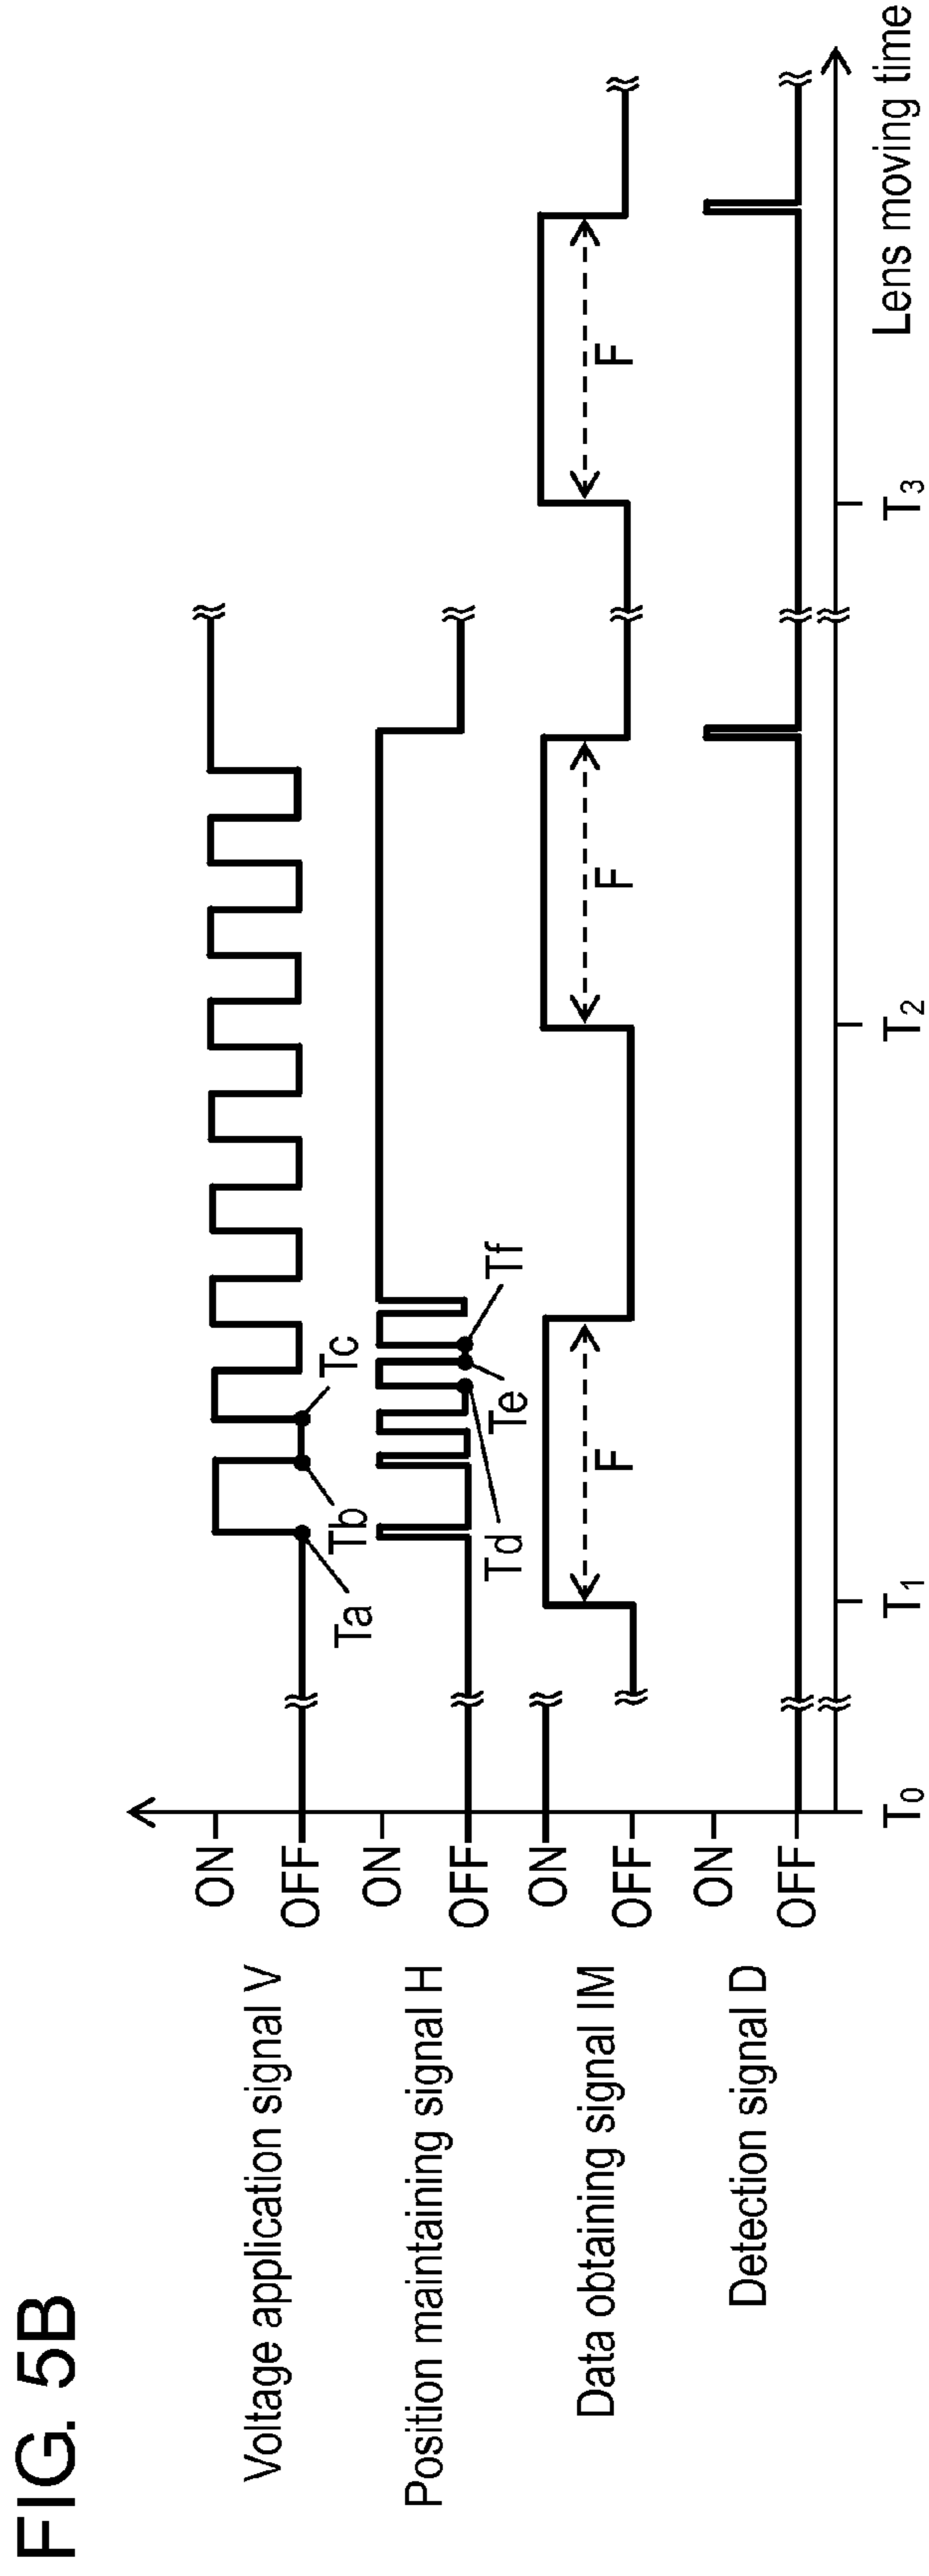 FIG. 5B
Voltage application signal V
ON
OFF
Ta
Tb
Tc
Position maintaining signal H
ON
OFF
Td
Te
Tf
Data obtaining signal IM
ON
OFF
F
F
F
Detection signal D
ON
OFF
T0
T1
T2
T3
Lens moving time